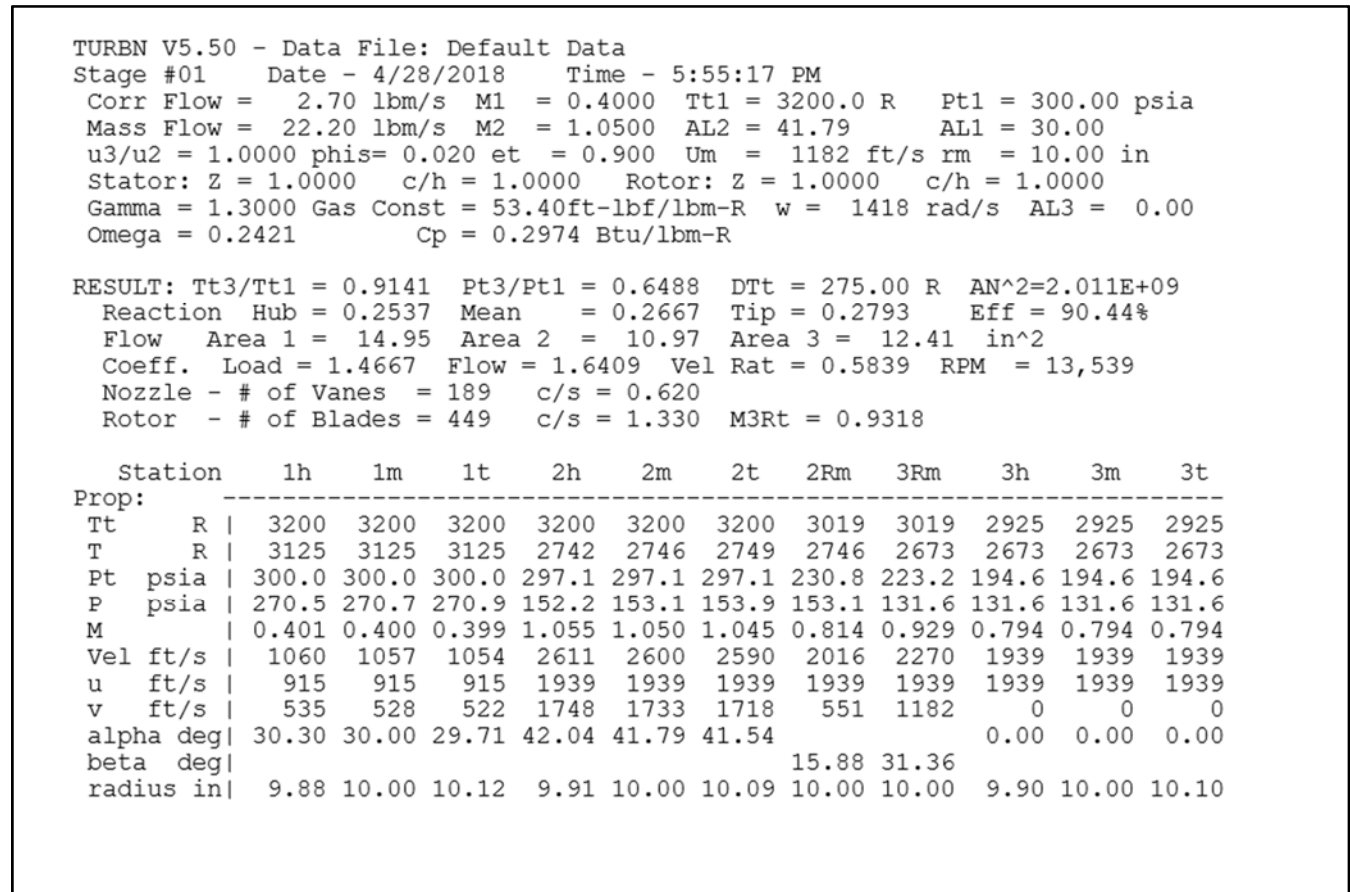 TURBN V5.50 - Data File: Default Data
Stage #01    Date - 4/28/2018    Time - 5:55:17 PM
 Corr Flow =   2.70 lbm/s  M1  = 0.4000  Tt1 = 3200.0 R   Pt1 = 300.00 psia
 Mass Flow =  22.20 lbm/s  M2  = 1.0500  AL2 = 41.79      AL1 = 30.00
 u3/u2 = 1.0000 phis= 0.020 et  = 0.900  Um  =  1182 ft/s rm  = 10.00 in
 Stator: Z = 1.0000   c/h = 1.0000   Rotor: Z = 1.0000   c/h = 1.0000
 Gamma = 1.3000 Gas Const = 53.40ft-lbf/lbm-R  w =  1418 rad/s  AL3 =  0.00
 Omega = 0.2421           Cp = 0.2974 Btu/lbm-R
RESULT: Tt3/Tt1 = 0.9141  Pt3/Pt1 = 0.6488  DTt = 275.00 R  AN^2=2.011E+09
  Reaction  Hub = 0.2537  Mean    = 0.2667  Tip = 0.2793    Eff = 90.44%
  Flow   Area 1 =  14.95  Area 2  =  10.97  Area 3 =  12.41  in^2
  Coeff.  Load = 1.4667  Flow = 1.6409  Vel Rat = 0.5839  RPM  = 13,539
  Nozzle - # of Vanes  = 189   c/s = 0.620
  Rotor  - # of Blades = 449   c/s = 1.330  M3Rt = 0.9318
   Station    1h    1m    1t    2h    2m    2t   2Rm   3Rm    3h    3m    3t
Prop:     ------------------------------------------------------------------
 Tt      R |  3200  3200  3200  3200  3200  3200  3019  3019  2925  2925  2925
 T       R |  3125  3125  3125  2742  2746  2749  2746  2673  2673  2673  2673
 Pt   psia | 300.0 300.0 300.0 297.1 297.1 297.1 230.8 223.2 194.6 194.6 194.6
 P    psia | 270.5 270.7 270.9 152.2 153.1 153.9 153.1 131.6 131.6 131.6 131.6
 M         | 0.401 0.400 0.399 1.055 1.050 1.045 0.814 0.929 0.794 0.794 0.794
 Vel ft/s |  1060  1057  1054  2611  2600  2590  2016  2270  1939  1939  1939
 u   ft/s |   915   915   915  1939  1939  1939  1939  1939  1939  1939  1939
 v   ft/s |   535   528   522  1748  1733  1718   551  1182     0     0     0
 alpha deg| 30.30 30.00 29.71 42.04 41.79 41.54              0.00  0.00  0.00
 beta  deg|                                     15.88 31.36
 radius in|  9.88 10.00 10.12  9.91 10.00 10.09 10.00 10.00  9.90 10.00 10.10